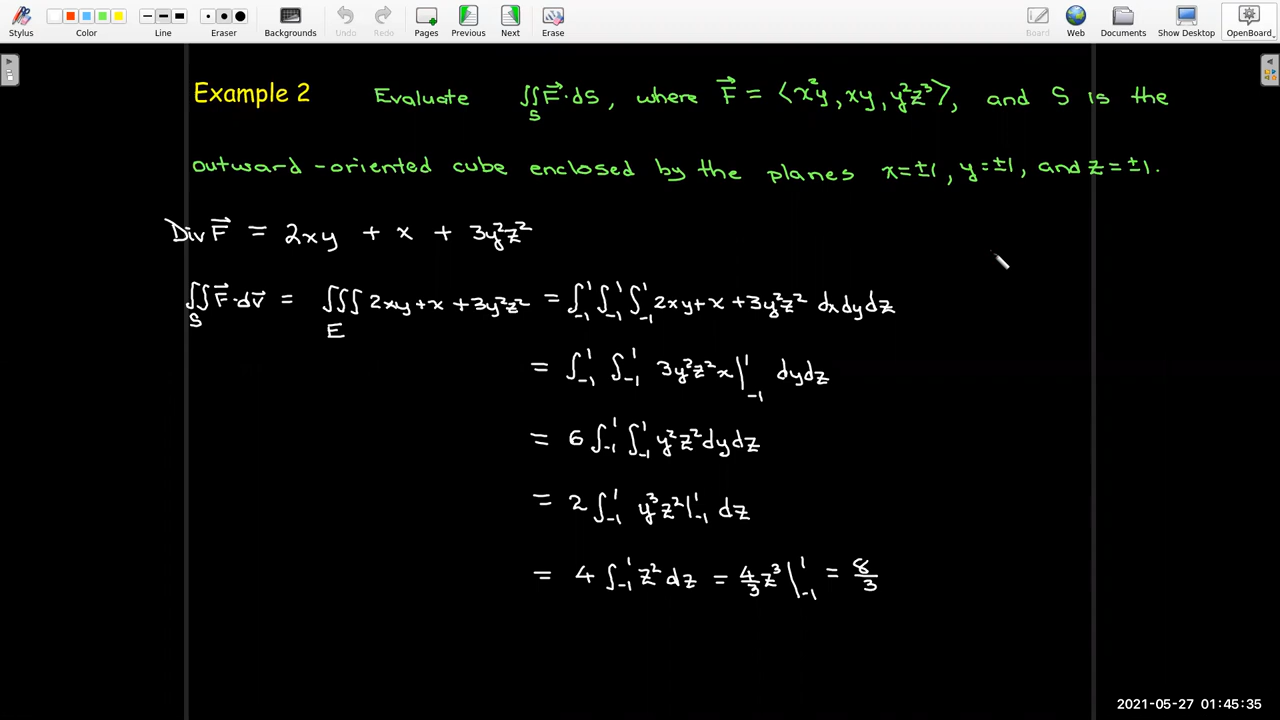 Stylus Color Line Eraser Backgrounds Undo Redo Pages Previous Next Erase Board Web Documents Show Desktop OpenBoard
Example 2 Evaluate ∬_S F⃗·dS, where F⃗ = ⟨x²y, xy, y²z³⟩, and S is the
outward-oriented cube enclosed by the planes x=±1, y=±1, and z=±1.
Div F⃗ = 2xy + x + 3y²z²
∬_S F⃗·dv⃗ = ∭_E 2xy+x+3y²z² = ∫_{-1}^1 ∫_{-1}^1 ∫_{-1}^1 2xy+x+3y²z² dxdydz
= ∫_{-1}^1 ∫_{-1}^1 3y²z²x|_{-1}^1 dydz
= 6 ∫_{-1}^1 ∫_{-1}^1 y²z² dydz
= 2 ∫_{-1}^1 y³z²|_{-1}^1 dz
= 4 ∫_{-1}^1 z² dz = 4/3 z³|_{-1}^1 = 8/3
2021-05-27 01:45:35